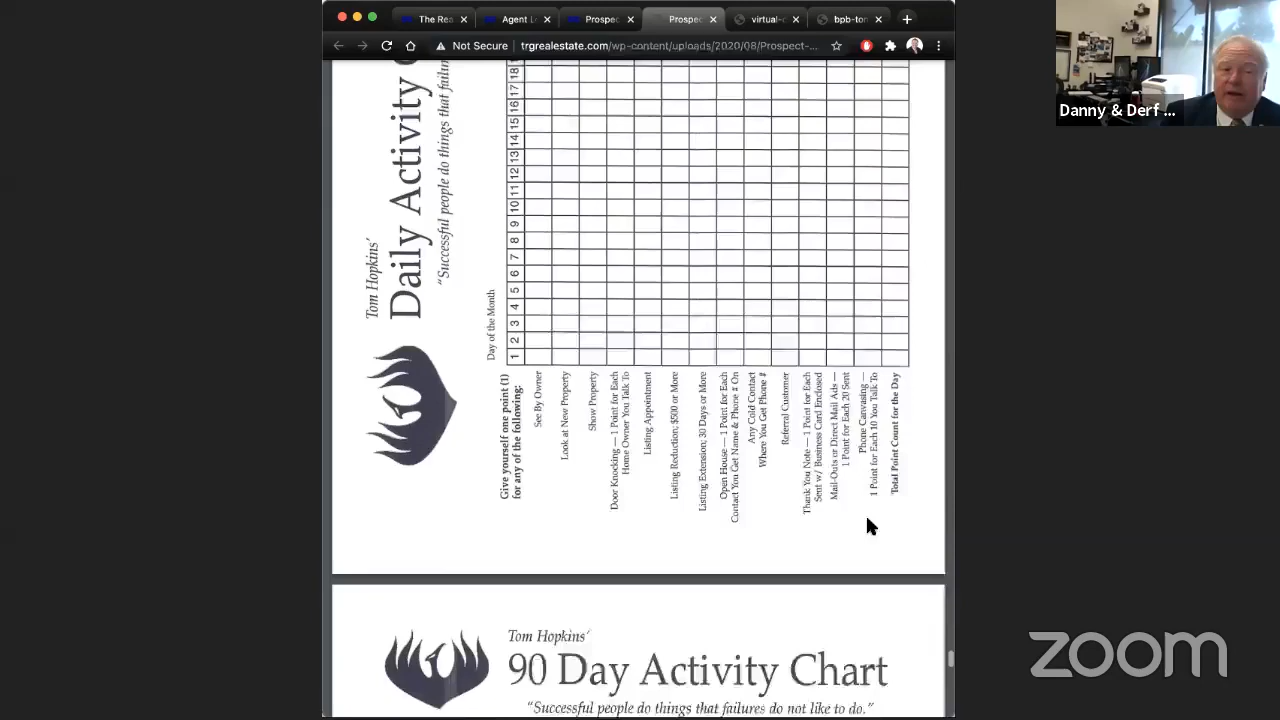 The Rea
Agent L
Prospec
Prospec
virtual-c
bpb-tor
Not Secure
trgrealestate.com/wp-content/uploads/2020/08/Prospect-...
Danny & Derf ...
Tom Hopkins'
Daily Activity
"Successful people do things that failur
Day of the Month
1 2 3 4 5 6 7 8 9 10 11 12 13 14 15 16 17 18
Give yourself one point (1)
for any of the following:
See By Owner
Look at New Property
Show Property
Door Knocking — 1 Point for Each
Home Owner You Talk To
Listing Appointment
Listing Reduction; $500 or More
Listing Extension; 30 Days or More
Open House — 1 Point for Each
Contact You Get Name & Phone # On
Any Cold Contact
Where You Get Phone #
Referral Customer
Thank You Note — 1 Point for Each
Sent w/ Business Card Enclosed
Mail-Outs or Direct Mail Ads —
1 Point for Each 20 Sent
Phone Canvasing —
1 Point for Each 10 You Talk To
Total Point Count for the Day
Tom Hopkins'
90 Day Activity Chart
"Successful people do things that failures do not like to do."
zoom